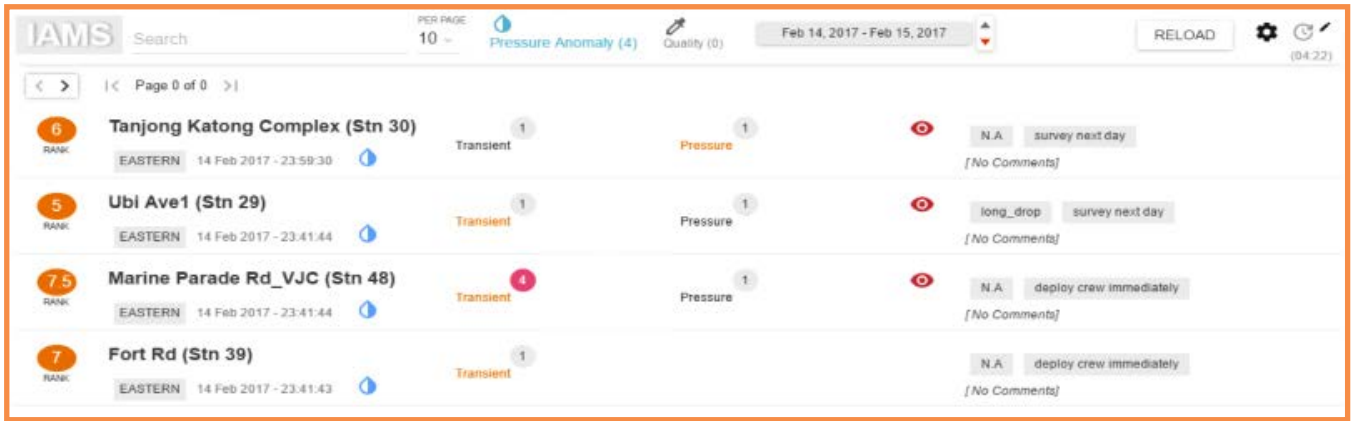 IAMS Search PER PAGE 10 Pressure Anomaly (4) Quality (0) Feb 14, 2017 - Feb 15, 2017 RELOAD (04:22)
< > |< Page 0 of 0 >|
6 RANK Tanjong Katong Complex (Stn 30) Transient 1 Pressure 1 N.A survey next day
EASTERN 14 Feb 2017 - 23:59:30 [No Comments]
5 RANK Ubi Ave1 (Stn 29) Transient 1 Pressure 1 long_drop survey next day
EASTERN 14 Feb 2017 - 23:41:44 [No Comments]
7.5 RANK Marine Parade Rd_VJC (Stn 48) Transient 4 Pressure 1 N.A deploy crew immediately
EASTERN 14 Feb 2017 - 23:41:44 [No Comments]
7 RANK Fort Rd (Stn 39) Transient 1 N.A deploy crew immediately
EASTERN 14 Feb 2017 - 23:41:43 [No Comments]